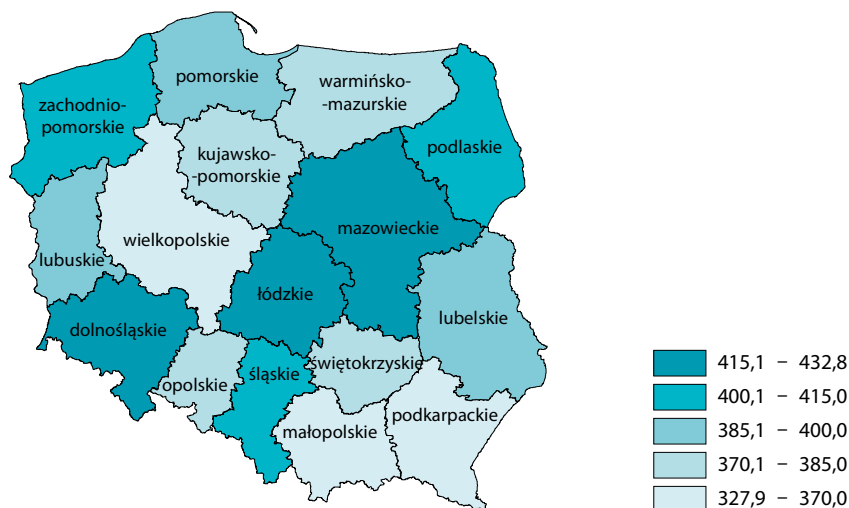 pomorskie
warmińsko-
-mazurskie
zachodnio-
pomorskie
podlaskie
kujawsko-
-pomorskie
mazowieckie
wielkopolskie
lubuskie
łódzkie
lubelskie
dolnośląskie
świętokrzyskie
śląskie
opolskie
podkarpackie
małopolskie
415,1 – 432,8
400,1 – 415,0
385,1 – 400,0
370,1 – 385,0
327,9 – 370,0